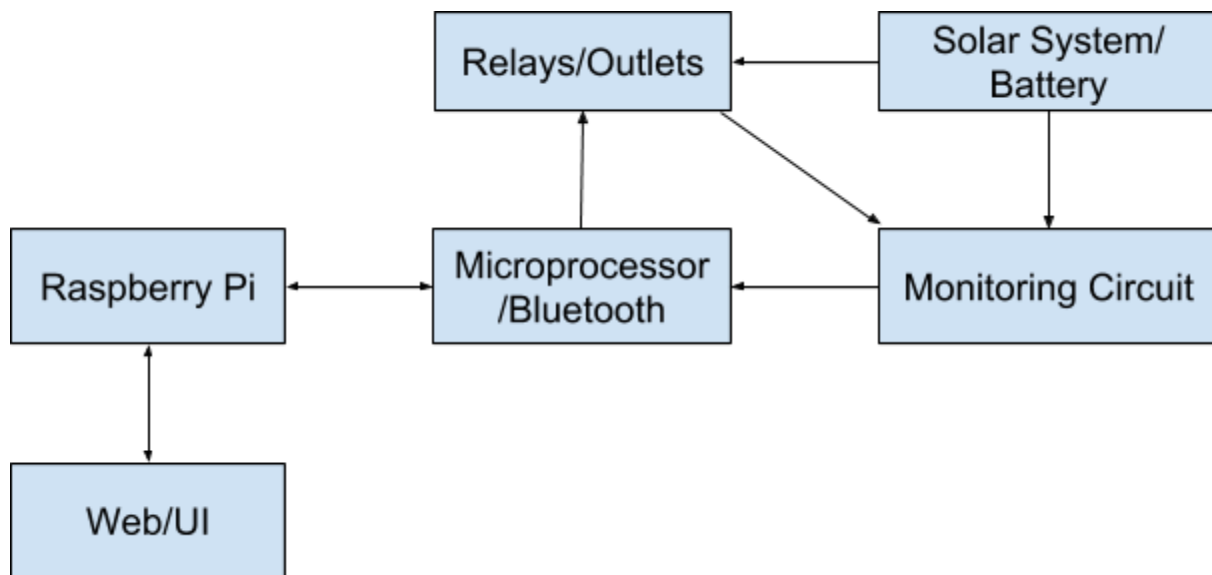 Relays/Outlets
Solar System/
Battery
Raspberry Pi
Microprocessor
/Bluetooth
Monitoring Circuit
Web/UI